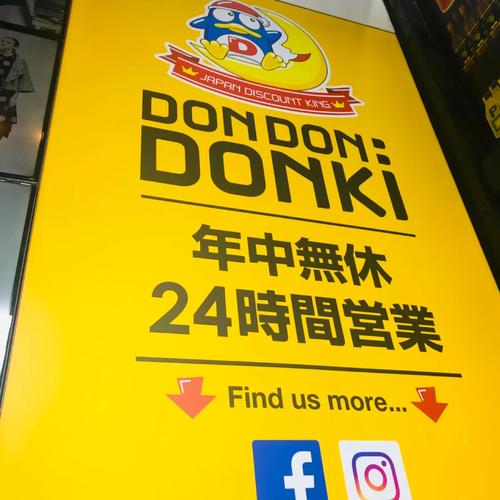 D
JAPAN DISCOUNT KING
DON DON
DONKi
年中無休
24時間営業
Find us more...
f